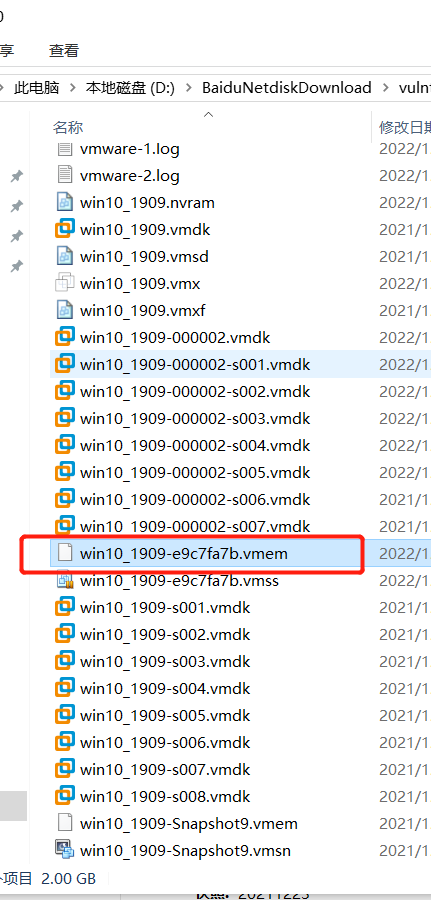 享 查看
此电脑 > 本地磁盘 (D:) > BaiduNetdiskDownload >
名称 修改日期
vmware-1.log 2022/1
vmware-2.log 2022/1
win10_1909.nvram 2022/1
win10_1909.vmdk 2022/1
win10_1909.vmsd 2022/1
win10_1909.vmx 2022/1
win10_1909.vmxf 2021/1
win10_1909-000002.vmdk 2022/1
win10_1909-000002-s001.vmdk 2022/1
win10_1909-000002-s002.vmdk 2022/1
win10_1909-000002-s003.vmdk 2022/1
win10_1909-000002-s004.vmdk 2022/1
win10_1909-000002-s005.vmdk 2022/1
win10_1909-000002-s006.vmdk 2021/1
win10_1909-000002-s007.vmdk 2021/1
win10_1909-e9c7fa7b.vmem 2022/1
win10_1909-e9c7fa7b.vmss 2022/1
win10_1909-s001.vmdk 2021/1
win10_1909-s002.vmdk 2021/1
win10_1909-s003.vmdk 2021/1
win10_1909-s004.vmdk 2021/1
win10_1909-s005.vmdk 2021/1
win10_1909-s006.vmdk 2021/1
win10_1909-s007.vmdk 2021/1
win10_1909-s008.vmdk 2021/1
win10_1909-Snapshot9.vmem 2021/1
win10_1909-Snapshot9.vmsn 2021/1
项目 2.00 GB